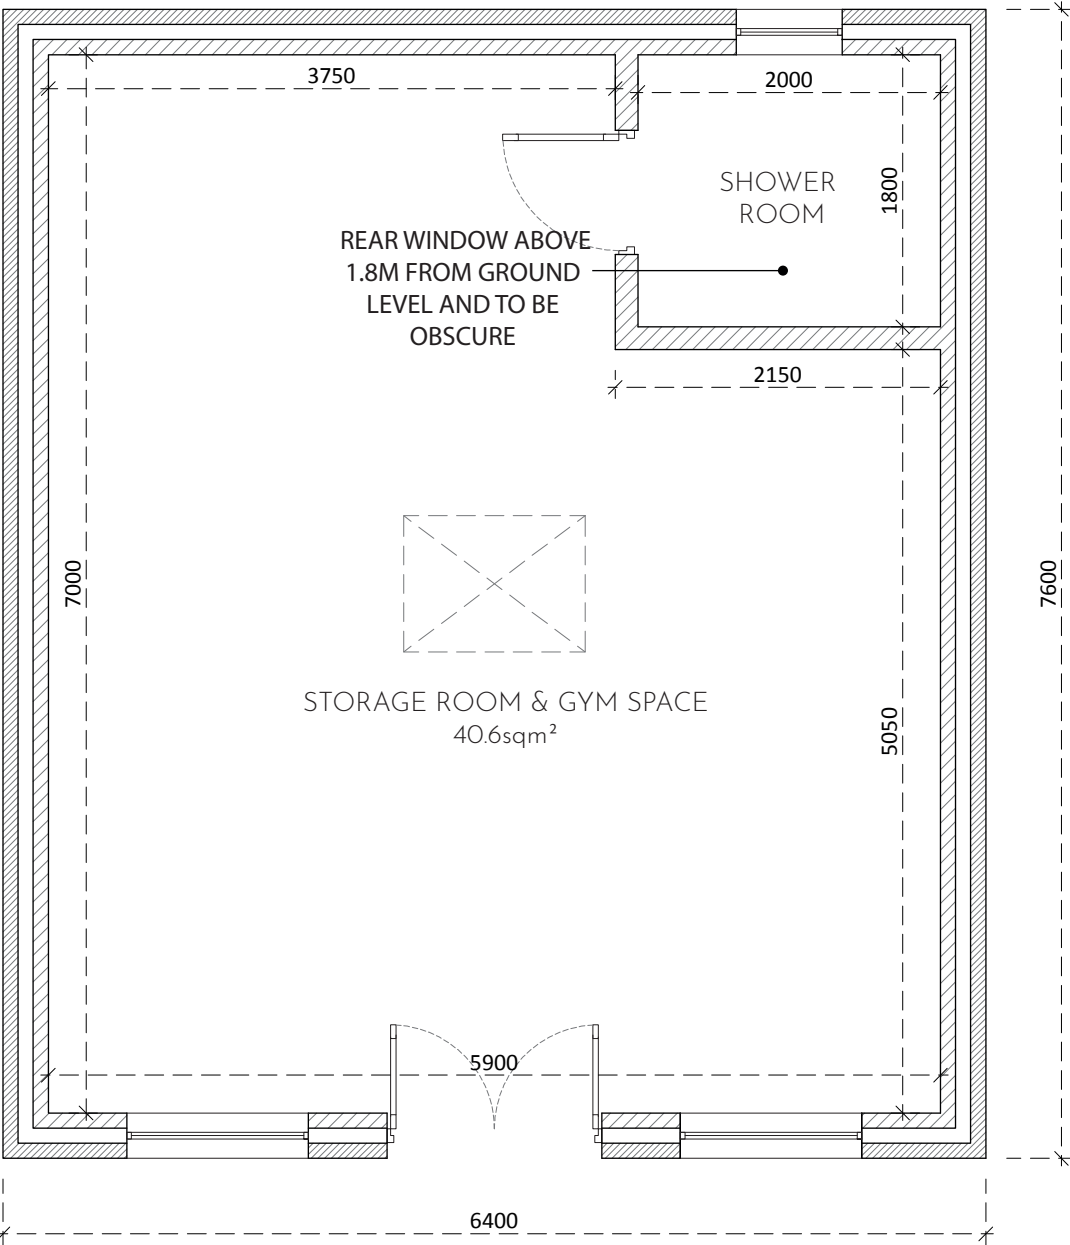 3750
2000
SHOWER
ROOM
1800
REAR WINDOW ABOVE
1.8M FROM GROUND
LEVEL AND TO BE
OBSCURE
2150
7000
7600
STORAGE ROOM & GYM SPACE
40.6sqm²
5050
5900
6400